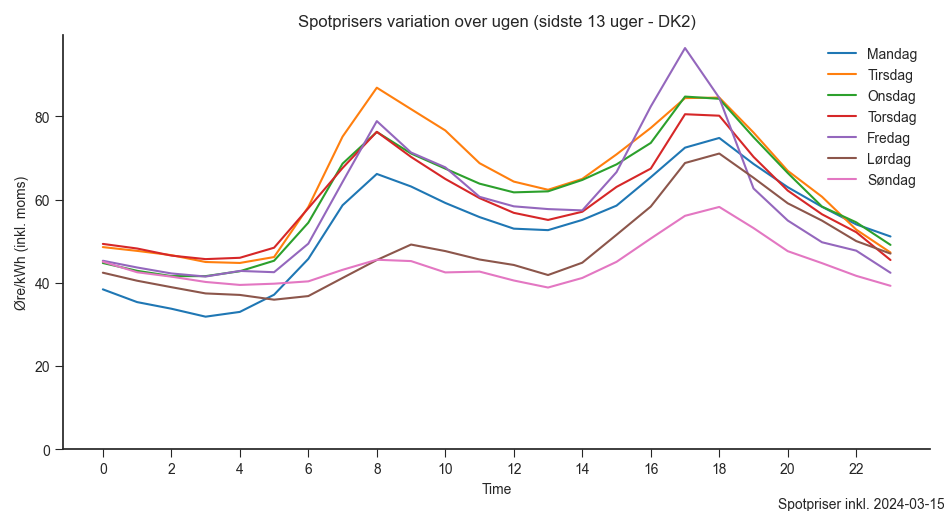 Spotprisers variation over ugen (sidste 13 uger - DK2)
Mandag
Tirsdag
Onsdag
Torsdag
Fredag
Lørdag
Søndag
Øre/kWh (inkl. moms)
80
60
40
20
0
0 2 4 6 8 10 12 14 16 18 20 22
Time
Spotpriser inkl. 2024-03-15